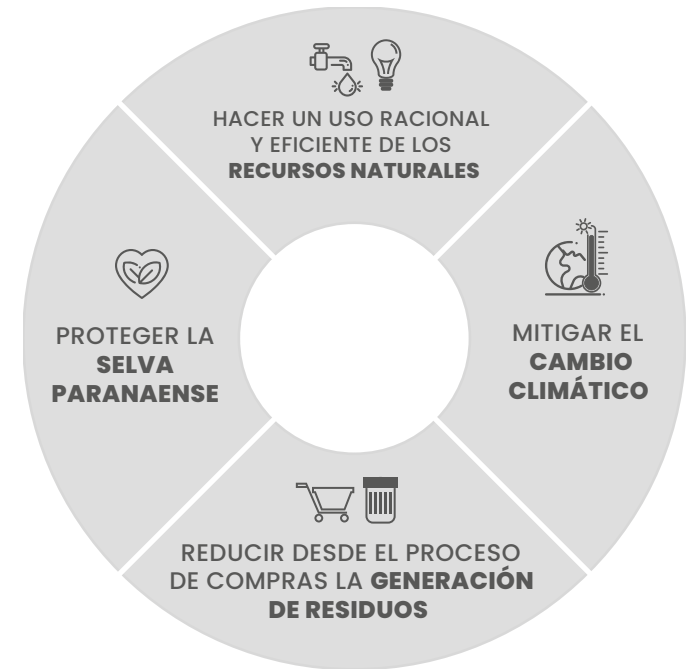 HACER UN USO RACIONAL
Y EFICIENTE DE LOS
RECURSOS NATURALES
PROTEGER LA
SELVA
PARANAENSE
MITIGAR EL
CAMBIO
CLIMÁTICO
REDUCIR DESDE EL PROCESO
DE COMPRAS LA GENERACIÓN
DE RESIDUOS